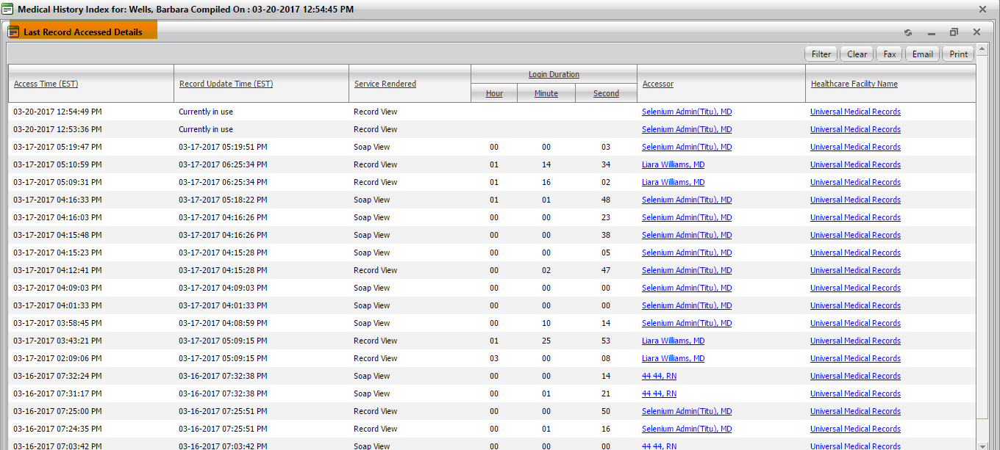 Medical History Index for: Wells, Barbara Compiled On : 03-20-2017 12:54:45 PM
Last Record Accessed Details
Filter Clear Fax Email Print
Access Time (EST) Record Update Time (EST) Service Rendered Login Duration Accessor Healthcare Facility Name
Hour Minute Second
03-20-2017 12:54:49 PM Currently in use Record View Selenium Admin(Titu), MD Universal Medical Records
03-20-2017 12:53:36 PM Currently in use Record View Selenium Admin(Titu), MD Universal Medical Records
03-17-2017 05:19:47 PM 03-17-2017 05:19:51 PM Soap View 00 00 03 Selenium Admin(Titu), MD Universal Medical Records
03-17-2017 05:10:59 PM 03-17-2017 06:25:34 PM Record View 01 14 34 Liara Williams, MD Universal Medical Records
03-17-2017 05:09:31 PM 03-17-2017 06:25:34 PM Record View 01 16 02 Liara Williams, MD Universal Medical Records
03-17-2017 04:16:33 PM 03-17-2017 05:18:22 PM Soap View 01 01 48 Selenium Admin(Titu), MD Universal Medical Records
03-17-2017 04:16:03 PM 03-17-2017 04:16:26 PM Soap View 00 00 23 Selenium Admin(Titu), MD Universal Medical Records
03-17-2017 04:15:48 PM 03-17-2017 04:16:26 PM Soap View 00 00 38 Selenium Admin(Titu), MD Universal Medical Records
03-17-2017 04:15:23 PM 03-17-2017 04:15:28 PM Soap View 00 00 05 Selenium Admin(Titu), MD Universal Medical Records
03-17-2017 04:12:41 PM 03-17-2017 04:15:28 PM Record View 00 02 47 Selenium Admin(Titu), MD Universal Medical Records
03-17-2017 04:09:03 PM 03-17-2017 04:09:03 PM Soap View 00 00 00 Selenium Admin(Titu), MD Universal Medical Records
03-17-2017 04:01:33 PM 03-17-2017 04:01:33 PM Soap View 00 00 00 Selenium Admin(Titu), MD Universal Medical Records
03-17-2017 03:58:45 PM 03-17-2017 04:08:59 PM Soap View 00 10 14 Selenium Admin(Titu), MD Universal Medical Records
03-17-2017 03:43:21 PM 03-17-2017 05:09:15 PM Record View 01 25 53 Liara Williams, MD Universal Medical Records
03-17-2017 02:09:06 PM 03-17-2017 05:09:15 PM Record View 03 00 08 Liara Williams, MD Universal Medical Records
03-16-2017 07:32:24 PM 03-16-2017 07:32:38 PM Soap View 00 00 14 44 44, RN Universal Medical Records
03-16-2017 07:31:17 PM 03-16-2017 07:32:38 PM Soap View 00 01 21 44 44, RN Universal Medical Records
03-16-2017 07:25:00 PM 03-16-2017 07:25:51 PM Record View 00 00 50 Selenium Admin(Titu), MD Universal Medical Records
03-16-2017 07:24:35 PM 03-16-2017 07:25:51 PM Record View 00 01 16 Selenium Admin(Titu), MD Universal Medical Records
03-16-2017 07:03:42 PM 03-16-2017 07:03:42 PM Soap View 00 00 00 44 44, RN Universal Medical Records